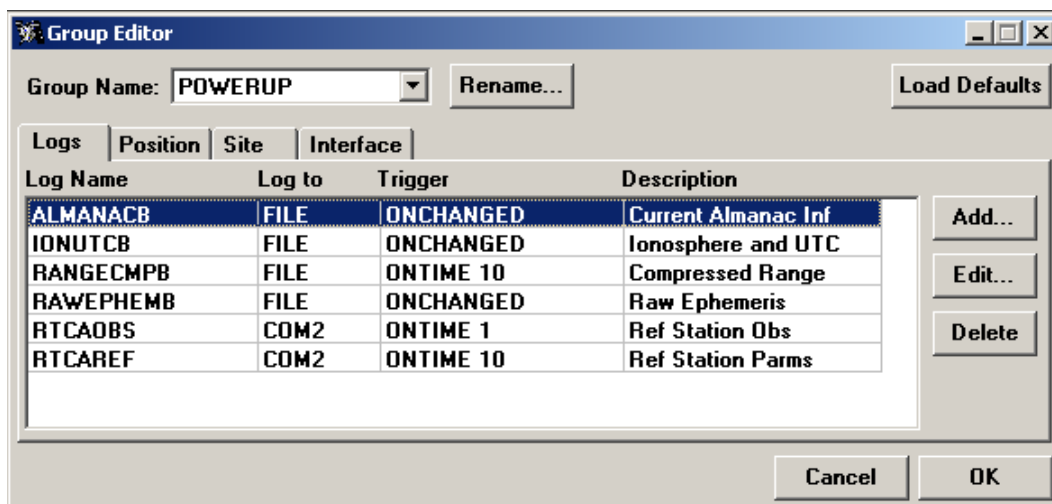 Group Editor
Group Name: POWERUP Rename... Load Defaults
Logs Position Site Interface
Log Name Log to Trigger Description
ALMANACB FILE ONCHANGED Current Almanac Inf
IONUTCB FILE ONCHANGED Ionosphere and UTC
RANGECMPB FILE ONTIME 10 Compressed Range
RAWEPHEMB FILE ONCHANGED Raw Ephemeris
RTCAOBS COM2 ONTIME 1 Ref Station Obs
RTCAREF COM2 ONTIME 10 Ref Station Parms
Add...
Edit...
Delete
Cancel OK